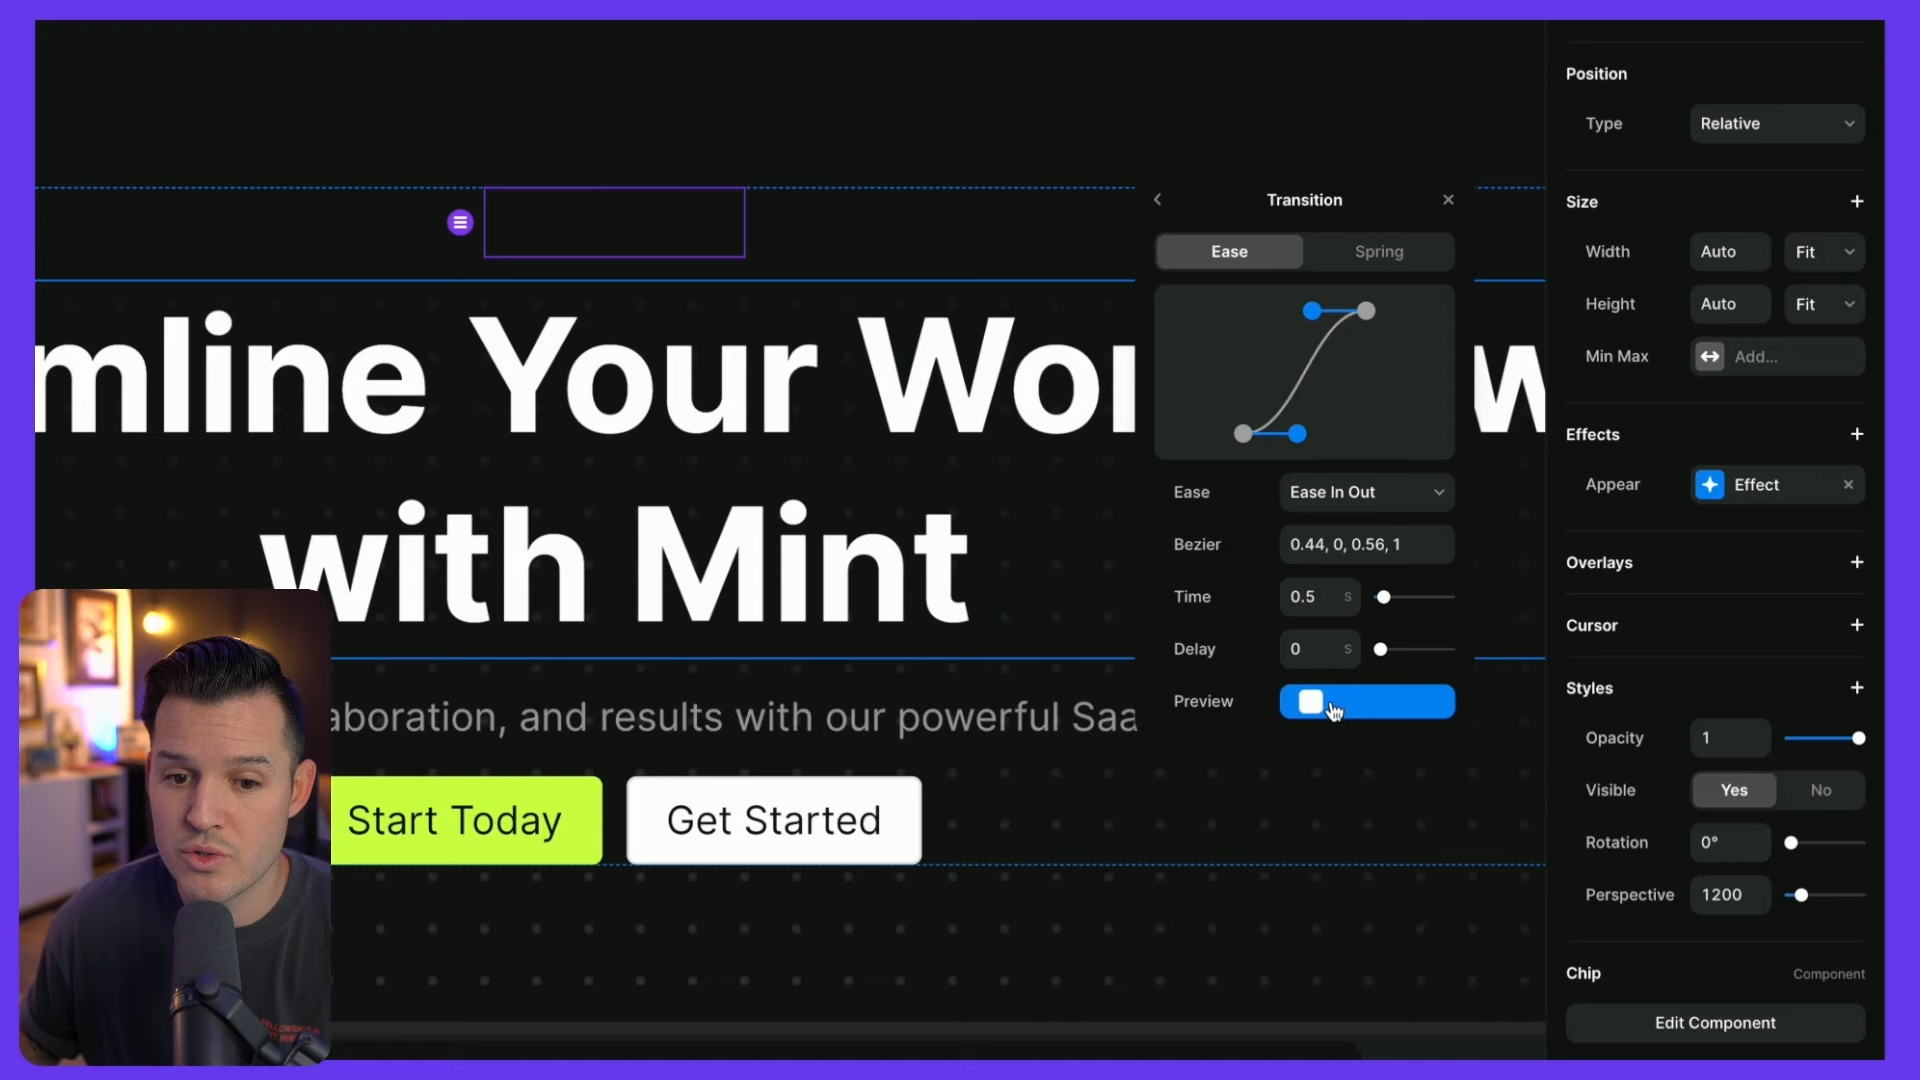 mline Your Wor
w
with Mint
aboration, and results with our powerful Saa
Start Today
Get Started
Transition
Ease
Spring
Ease
Ease In Out
Bezier
0.44, 0, 0.56, 1
Time
0.5 S
Delay
0 S
Preview
Position
Type
Relative
Size
Width
Auto
Fit
Height
Auto
Fit
Min Max
Add...
Effects
Appear
Effect
Overlays
Cursor
Styles
Opacity
1
Visible
Yes
No
Rotation
0°
Perspective
1200
Chip
Component
Edit Component